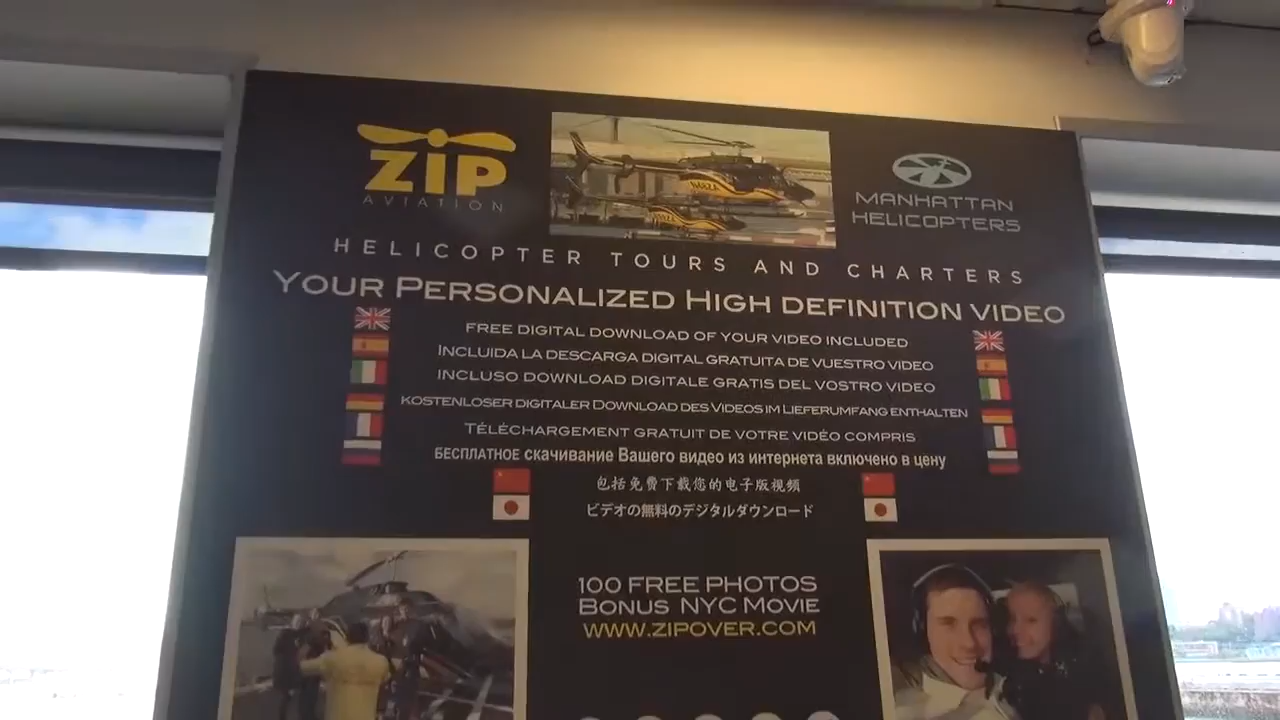 ZIP
AVIATION
MANHATTAN
HELICOPTERS
HELICOPTER TOURS AND CHARTERS
YOUR PERSONALIZED HIGH DEFINITION VIDEO
FREE DIGITAL DOWNLOAD OF YOUR VIDEO INCLUDED
INCLUIDA LA DESCARGA DIGITAL GRATUITA DE VUESTRO VIDEO
INCLUSO DOWNLOAD DIGITALE GRATIS DEL VOSTRO VIDEO
KOSTENLOSER DIGITALER DOWNLOAD DES VIDEOS IM LIEFERUMFANG ENTHALTEN
TÉLÉCHARGEMENT GRATUIT DE VOTRE VIDÉO COMPRIS
БЕСПЛАТНОЕ скачивание Вашего видео из интернета включено в цену
包括免费下载您的电子版视频
ビデオの無料のデジタルダウンロード
100 FREE PHOTOS
BONUS NYC MOVIE
WWW.ZIPOVER.COM